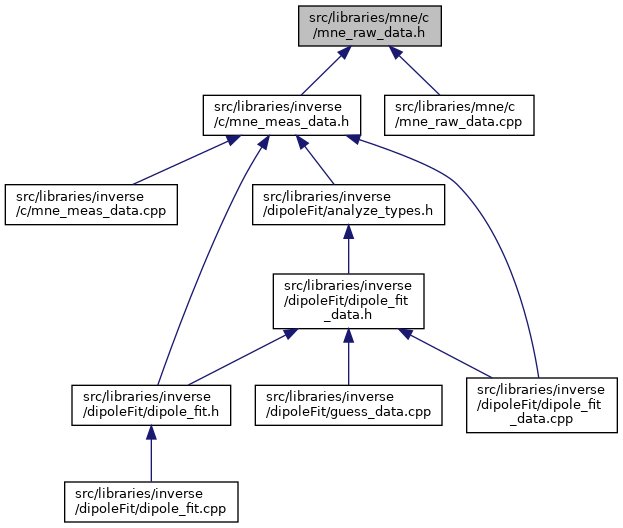 src/libraries/mne/c
/mne_raw_data.h
src/libraries/inverse
/c/mne_meas_data.h
src/libraries/mne/c
/mne_raw_data.cpp
src/libraries/inverse
/c/mne_meas_data.cpp
src/libraries/inverse
/dipoleFit/analyze_types.h
src/libraries/inverse
/dipoleFit/dipole_fit
_data.h
src/libraries/inverse
/dipoleFit/dipole_fit.h
src/libraries/inverse
/dipoleFit/guess_data.cpp
src/libraries/inverse
/dipoleFit/dipole_fit
_data.cpp
src/libraries/inverse
/dipoleFit/dipole_fit.cpp